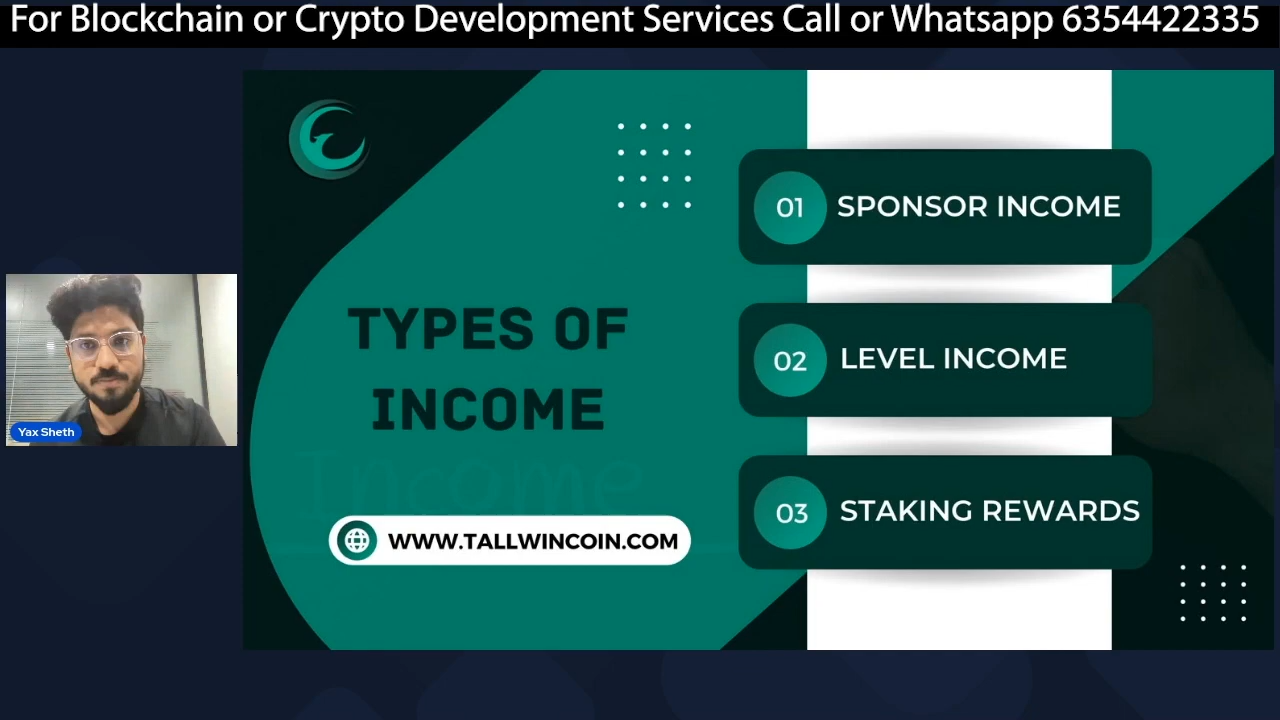 For Blockchain or Crypto Development Services Call or Whatsapp 6354422335
TYPES OF
INCOME
Income
WWW.TALLWINCOIN.COM
01 SPONSOR INCOME
02 LEVEL INCOME
03 STAKING REWARDS
Yax Sheth